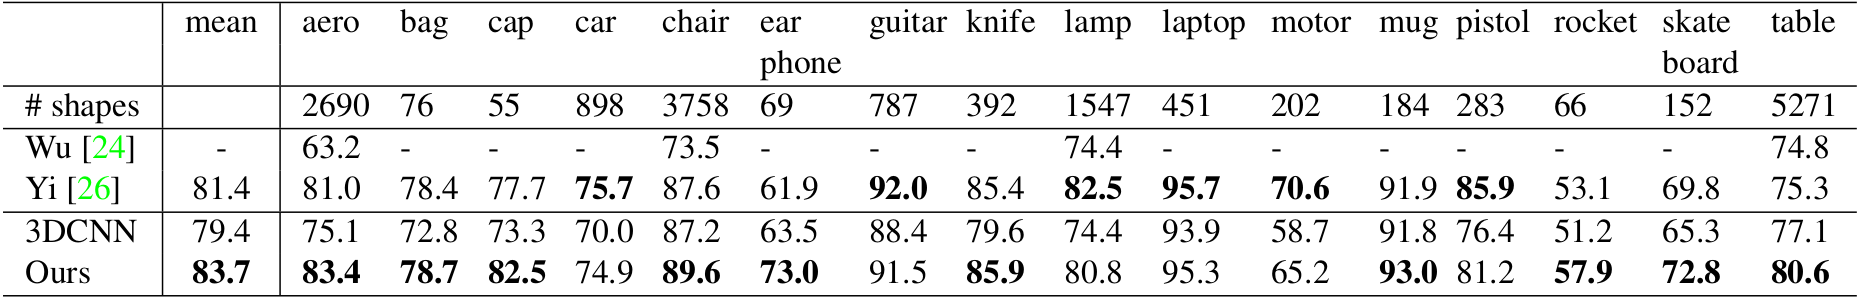 mean aero bag cap car chair ear guitar knife lamp laptop motor mug pistol rocket skate table
phone board
# shapes 2690 76 55 898 3758 69 787 392 1547 451 202 184 283 66 152 5271
Wu [24] - 63.2 - - - 73.5 - - - 74.4 - - - - - - 74.8
Yi [26] 81.4 81.0 78.4 77.7 75.7 87.6 61.9 92.0 85.4 82.5 95.7 70.6 91.9 85.9 53.1 69.8 75.3
3DCNN 79.4 75.1 72.8 73.3 70.0 87.2 63.5 88.4 79.6 74.4 93.9 58.7 91.8 76.4 51.2 65.3 77.1
Ours 83.7 83.4 78.7 82.5 74.9 89.6 73.0 91.5 85.9 80.8 95.3 65.2 93.0 81.2 57.9 72.8 80.6